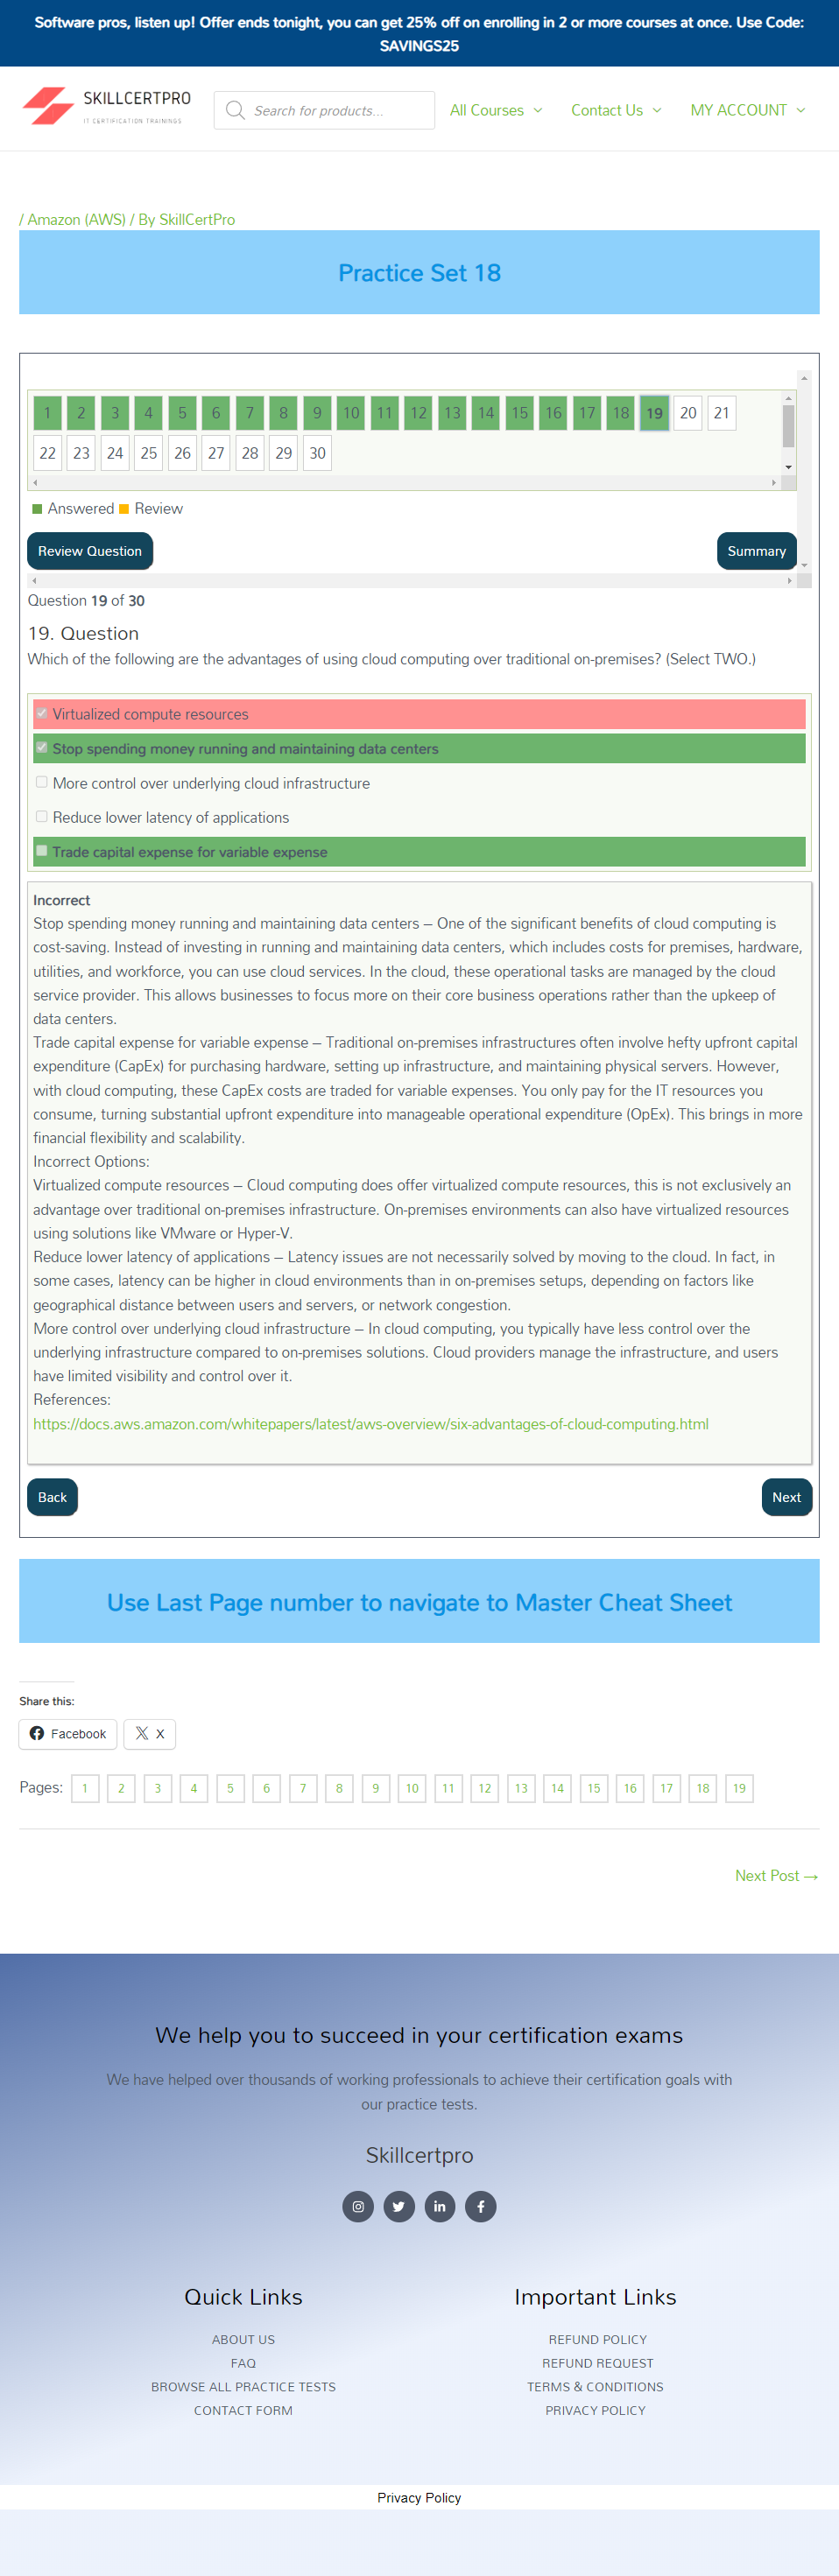 Software pros, listen up! Offer ends tonight, you can get 25% off on enrolling in 2 or more courses at once. Use Code:
SAVINGS25
SKILLCERTPRO
IT CERTIFICATION TRAININGS
Search for products...
All Courses
Contact Us
MY ACCOUNT
/ Amazon (AWS) / By SkillCertPro
Practice Set 18
1 2 3 4 5 6 7 8 9 10 11 12 13 14 15 16 17 18 19 20 21
22 23 24 25 26 27 28 29 30
Answered Review
Review Question
Summary
Question 19 of 30
19. Question
Which of the following are the advantages of using cloud computing over traditional on-premises? (Select TWO.)
Virtualized compute resources
Stop spending money running and maintaining data centers
More control over underlying cloud infrastructure
Reduce lower latency of applications
Trade capital expense for variable expense
Incorrect
Stop spending money running and maintaining data centers – One of the significant benefits of cloud computing is
cost-saving. Instead of investing in running and maintaining data centers, which includes costs for premises, hardware,
utilities, and workforce, you can use cloud services. In the cloud, these operational tasks are managed by the cloud
service provider. This allows businesses to focus more on their core business operations rather than the upkeep of
data centers.
Trade capital expense for variable expense – Traditional on-premises infrastructures often involve hefty upfront capital
expenditure (CapEx) for purchasing hardware, setting up infrastructure, and maintaining physical servers. However,
with cloud computing, these CapEx costs are traded for variable expenses. You only pay for the IT resources you
consume, turning substantial upfront expenditure into manageable operational expenditure (OpEx). This brings in more
financial flexibility and scalability.
Incorrect Options:
Virtualized compute resources – Cloud computing does offer virtualized compute resources, this is not exclusively an
advantage over traditional on-premises infrastructure. On-premises environments can also have virtualized resources
using solutions like VMware or Hyper-V.
Reduce lower latency of applications – Latency issues are not necessarily solved by moving to the cloud. In fact, in
some cases, latency can be higher in cloud environments than in on-premises setups, depending on factors like
geographical distance between users and servers, or network congestion.
More control over underlying cloud infrastructure – In cloud computing, you typically have less control over the
underlying infrastructure compared to on-premises solutions. Cloud providers manage the infrastructure, and users
have limited visibility and control over it.
References:
https://docs.aws.amazon.com/whitepapers/latest/aws-overview/six-advantages-of-cloud-computing.html
Back
Next
Use Last Page number to navigate to Master Cheat Sheet
Share this:
Facebook
X
Pages: 1 2 3 4 5 6 7 8 9 10 11 12 13 14 15 16 17 18 19
Next Post →
We help you to succeed in your certification exams
We have helped over thousands of working professionals to achieve their certification goals with
our practice tests.
Skillcertpro
Quick Links
ABOUT US
FAQ
BROWSE ALL PRACTICE TESTS
CONTACT FORM
Important Links
REFUND POLICY
REFUND REQUEST
TERMS & CONDITIONS
PRIVACY POLICY
Privacy Policy